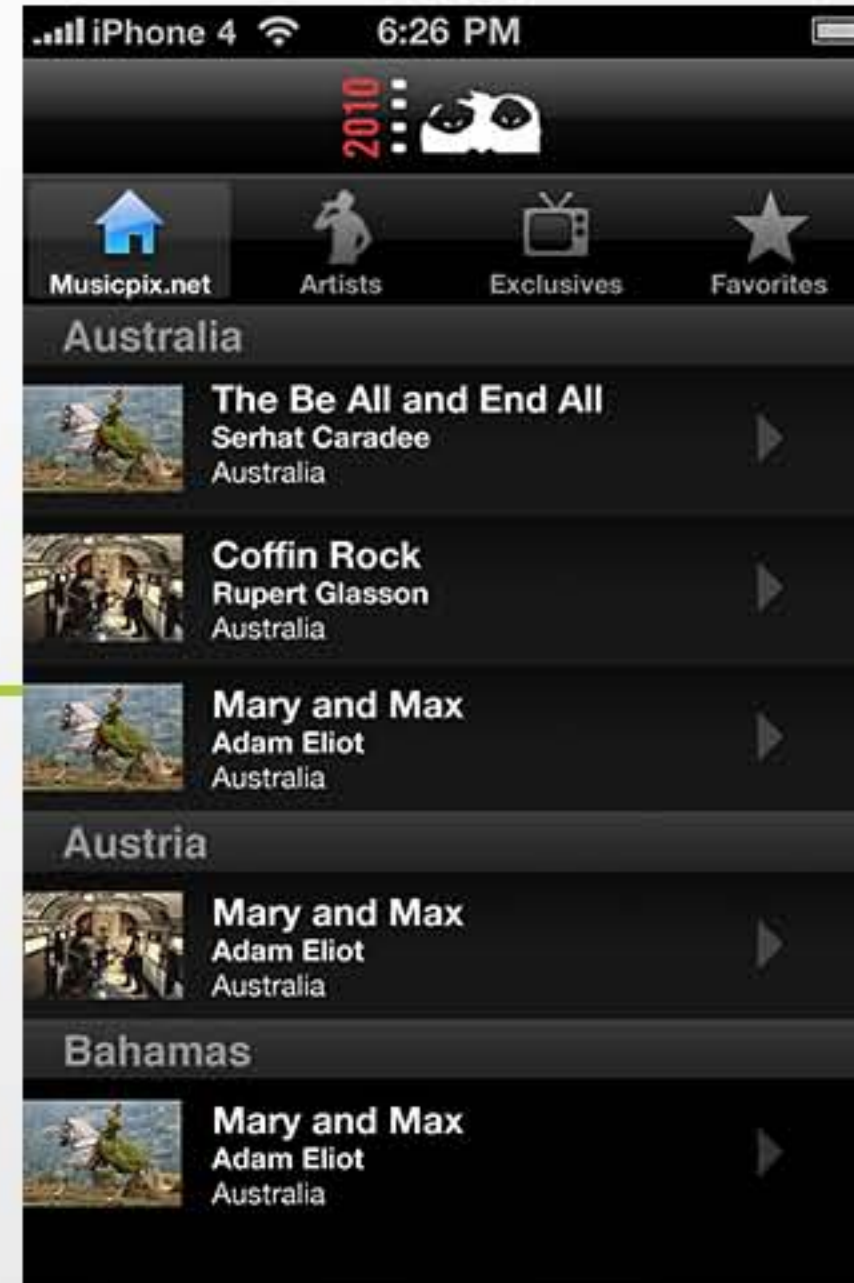 iPhone 4 6:26 PM
2010
Musicpix.net Artists Exclusives Favorites
Australia
The Be All and End All
Serhat Caradee
Australia
Coffin Rock
Rupert Glasson
Australia
Mary and Max
Adam Eliot
Australia
Austria
Mary and Max
Adam Eliot
Australia
Bahamas
Mary and Max
Adam Eliot
Australia